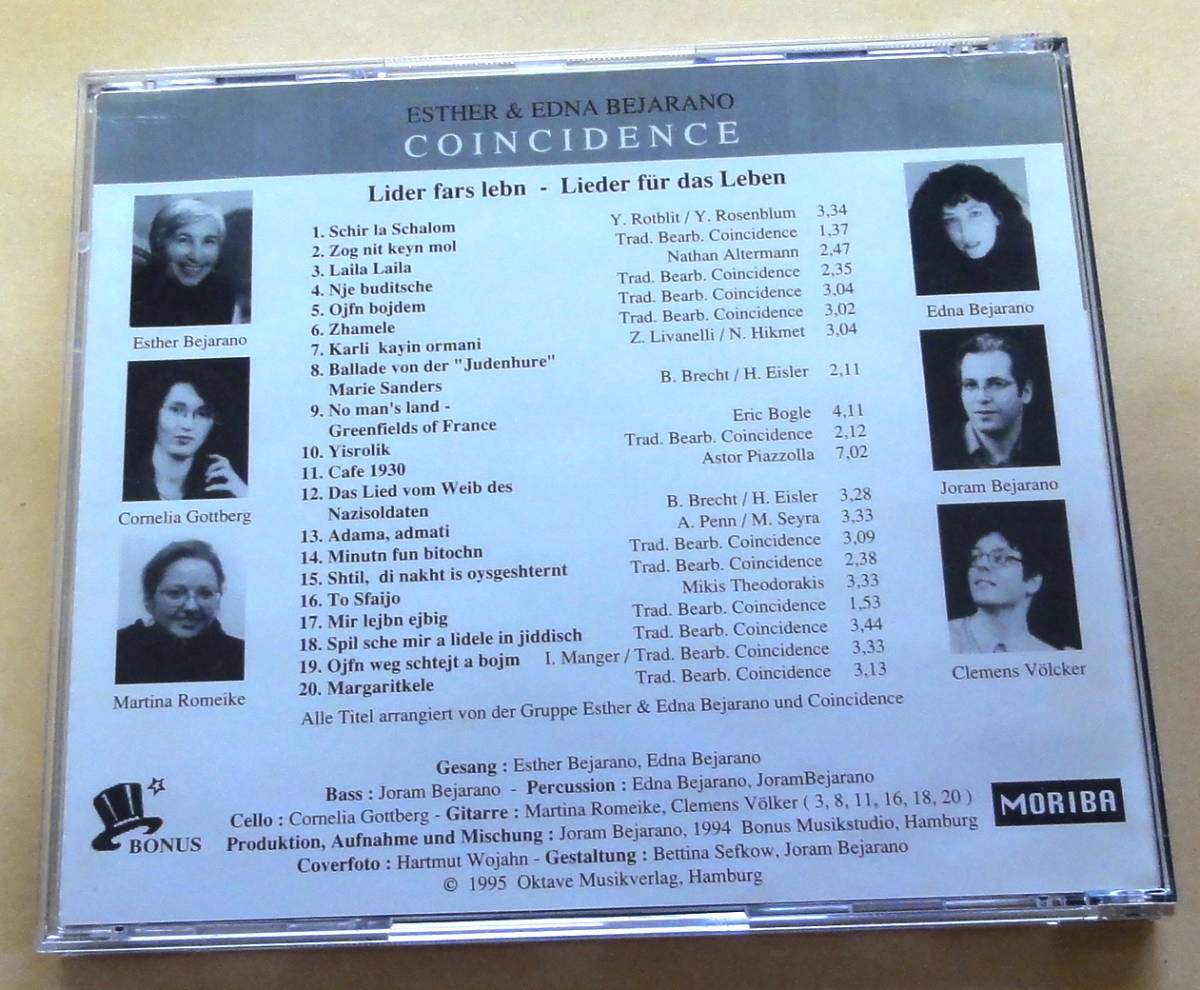 ESTHER & EDNA BEJARANO
COINCIDENCE
Lider fars lebn - Lieder für das Leben
1. Schir la Schalom Y. Rotblit / Y. Rosenblum 3,34
2. Zog nit keyn mol Trad. Bearb. Coincidence 1,37
3. Laila Laila Nathan Altermann 2,47
4. Nje buditsche Trad. Bearb. Coincidence 2,35
5. Ojfn bojdem Trad. Bearb. Coincidence 3,04
6. Zhamele Trad. Bearb. Coincidence 3,02
7. Karli kayin ormani Z. Livanelli / N. Hikmet 3,04
8. Ballade von der "Judenhure"
Marie Sanders B. Brecht / H. Eisler 2,11
9. No man's land -
Greenfields of France Eric Bogle 4,11
10. Yisrolik Trad. Bearb. Coincidence 2,12
11. Cafe 1930 Astor Piazzolla 7,02
12. Das Lied vom Weib des
Nazisoldaten B. Brecht / H. Eisler 3,28
13. Adama, admati A. Penn / M. Seyra 3,33
14. Minutn fun bitochn Trad. Bearb. Coincidence 3,09
15. Shtil, di nakht is oysgeshternt Trad. Bearb. Coincidence 2,38
16. To Sfaijo Mikis Theodorakis 3,33
17. Mir lejbn ejbig Trad. Bearb. Coincidence 1,53
18. Spil sche mir a lidele in jiddisch Trad. Bearb. Coincidence 3,44
19. Ojfn weg schtejt a bojm I. Manger / Trad. Bearb. Coincidence 3,33
20. Margaritkele Trad. Bearb. Coincidence 3,13
Alle Titel arrangiert von der Gruppe Esther & Edna Bejarano und Coincidence
Esther Bejarano
Cornelia Gottberg
Martina Romeike
Edna Bejarano
Joram Bejarano
Clemens Völcker
Gesang : Esther Bejarano, Edna Bejarano
Bass : Joram Bejarano - Percussion : Edna Bejarano, JoramBejarano
Cello : Cornelia Gottberg - Gitarre : Martina Romeike, Clemens Völker ( 3, 8, 11, 16, 18, 20 )
Produktion, Aufnahme und Mischung : Joram Bejarano, 1994 Bonus Musikstudio, Hamburg
Coverfoto : Hartmut Wojahn - Gestaltung : Bettina Sefkow, Joram Bejarano
© 1995 Oktave Musikverlag, Hamburg
BONUS
MORIBA